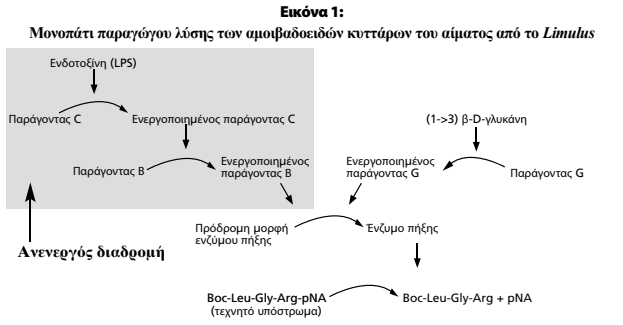 Εικόνα 1:
Μονοπάτι παραγώγου λύσης των αμοιβαδοειδών κυττάρων του αίματος από το Limulus
Ενδοτοξίνη (LPS)
Παράγοντας C
Ενεργοποιημένος παράγοντας C
(1->3) β-D-γλυκάνη
Παράγοντας B
Ενεργοποιημένος
παράγοντας B
Ενεργοποιημένος
παράγοντας G
Παράγοντας G
Πρόδρομη μορφή
ενζύμου πήξης
Ένζυμο πήξης
Ανενεργός διαδρομή
Boc-Leu-Gly-Arg-pNA
(τεχνητό υπόστρωμα)
Boc-Leu-Gly-Arg + pNA